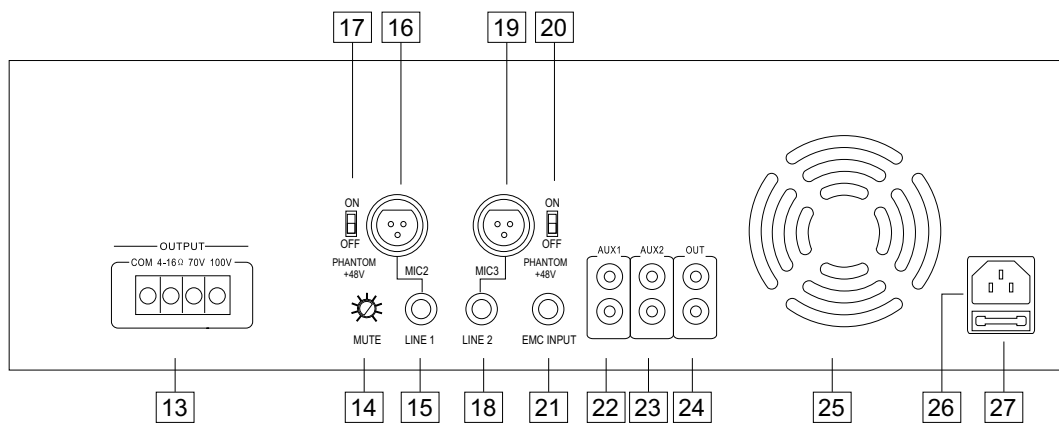 17 16 19 20
ON
OFF
PHANTOM
+48V
MIC2
MIC3
ON
OFF
PHANTOM
+48V
OUTPUT
COM 4-16Ω 70V 100V
AUX1 AUX2 OUT
MUTE LINE 1 LINE 2 EMC INPUT
13 14 15 18 21 22 23 24 25 26 27